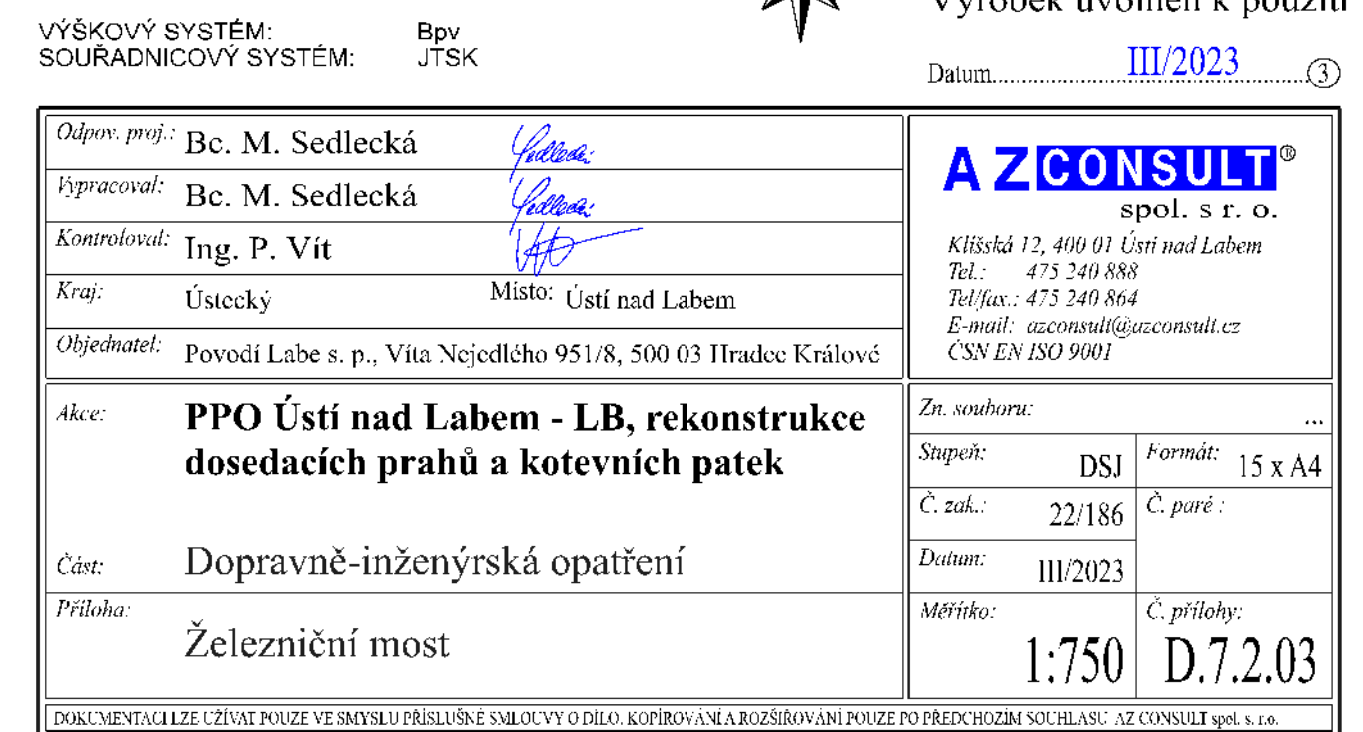 Výrobek uvolněn k použití
VÝŠKOVÝ SYSTÉM: Bpv
SOUŘADNICOVÝ SYSTÉM: JTSK
Datum III/2023 3
Odpov. proj.: Bc. M. Sedlecká
Vypracoval: Bc. M. Sedlecká
Kontroloval: Ing. P. Vít
Kraj: Ústecký Místo: Ústí nad Labem
Objednatel: Povodí Labe s. p., Víta Nejedlého 951/8, 500 03 Hradec Králové
AZCONSULT®
spol. s r. o.
Klíšská 12, 400 01 Ústí nad Labem
Tel.: 475 240 888
Tel/fax.: 475 240 864
E-mail: azconsult@azconsult.cz
ČSN EN ISO 9001
Akce: PPO Ústí nad Labem - LB, rekonstrukce
dosedacích prahů a kotevních patek
Část: Dopravně-inženýrská opatření
Příloha: Železniční most
Zn. souboru: ...
Stupeň: DSJ Formát: 15 x A4
Č. zak.: 22/186 Č. paré :
Datum: III/2023
Měřítko: 1:750 Č. přílohy: D.7.2.03
DOKUMENTACI LZE UŽÍVAT POUZE VE SMYSLU PŘÍSLUŠNÉ SMLOUVY O DÍLO. KOPÍROVÁNÍ A ROZŠIŘOVÁNÍ POUZE PO PŘEDCHOZÍM SOUHLASU AZ CONSULT spol. s r.o.